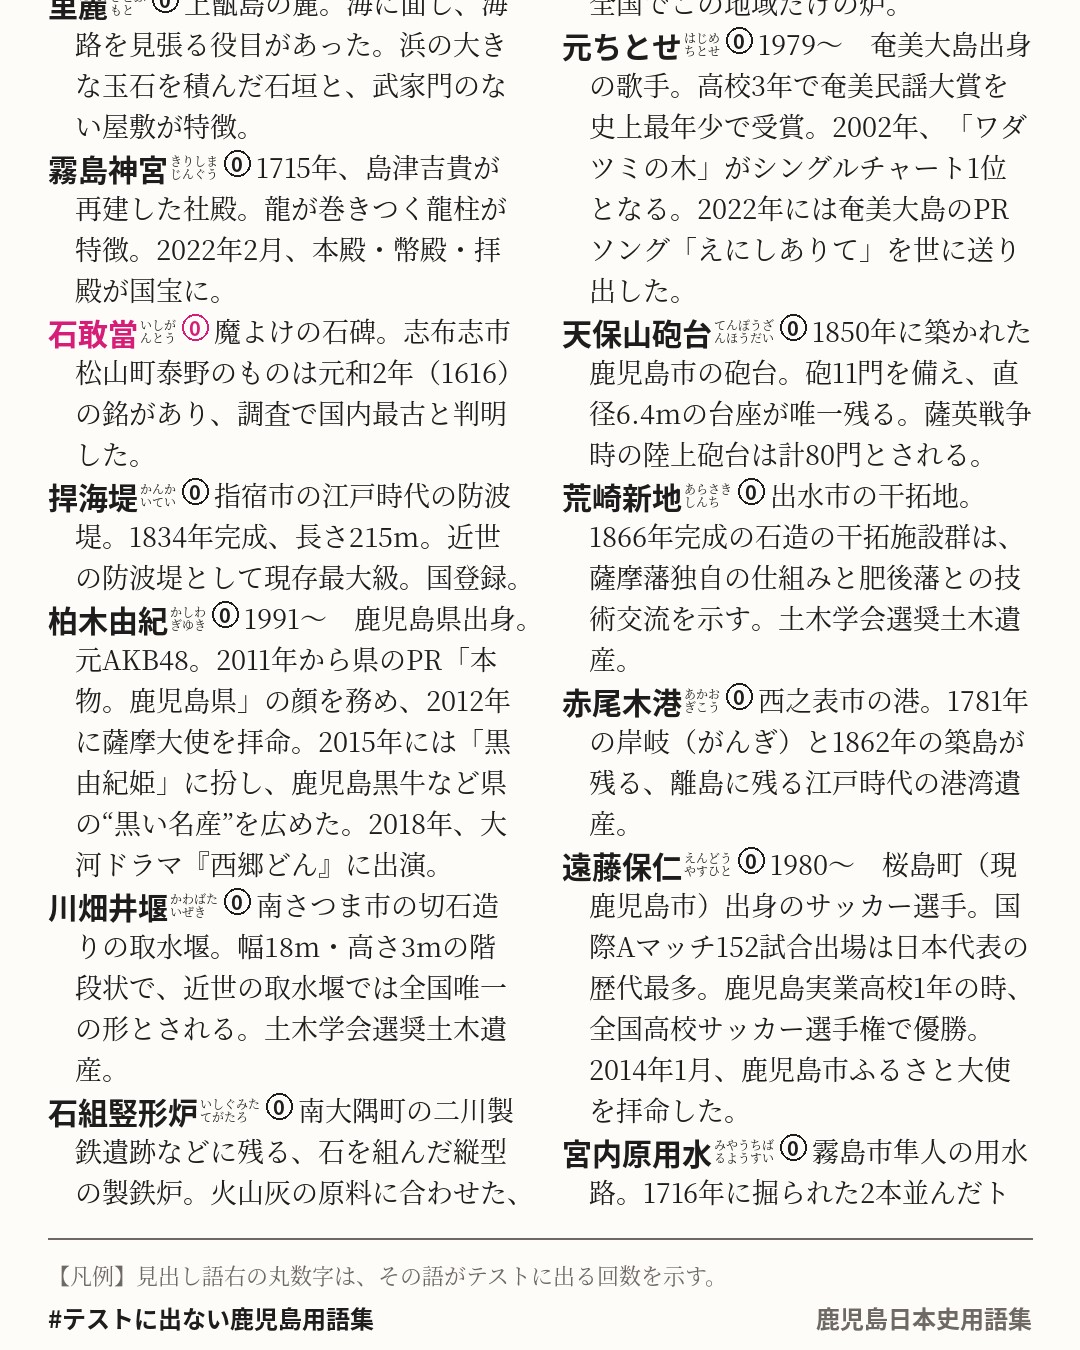 里麓 0 上甑島の麓。海に面し、海
路を見張る役目があった。浜の大き
な玉石を積んだ石垣と、武家門のな
い屋敷が特徴。
霧島神宮 きりしま じんぐう 0 1715年、島津吉貴が
再建した社殿。龍が巻きつく龍柱が
特徴。2022年2月、本殿・幣殿・拝
殿が国宝に。
石敢當 いしが んとう 0 魔よけの石碑。志布志市
松山町泰野のものは元和2年（1616）
の銘があり、調査で国内最古と判明
した。
捍海堤 かんか いてい 0 指宿市の江戸時代の防波
堤。1834年完成、長さ215m。近世
の防波堤として現存最大級。国登録。
柏木由紀 かしわ ぎゆき 0 1991〜　鹿児島県出身。
元AKB48。2011年から県のPR「本
物。鹿児島県」の顔を務め、2012年
に薩摩大使を拝命。2015年には「黒
由紀姫」に扮し、鹿児島黒牛など県
の“黒い名産”を広めた。2018年、大
河ドラマ『西郷どん』に出演。
川畑井堰 かわばた いぜき 0 南さつま市の切石造
りの取水堰。幅18m・高さ3mの階
段状で、近世の取水堰では全国唯一
の形とされる。土木学会選奨土木遺
産。
石組竪形炉 いしぐみた てがたろ 0 南大隅町の二川製
鉄遺跡などに残る、石を組んだ縦型
の製鉄炉。火山灰の原料に合わせた、
全国でこの地域だけの炉。
元ちとせ はじめ ちとせ 0 1979〜　奄美大島出身
の歌手。高校3年で奄美民謡大賞を
史上最年少で受賞。2002年、「ワダ
ツミの木」がシングルチャート1位
となる。2022年には奄美大島のPR
ソング「えにしありて」を世に送り
出した。
天保山砲台 てんぽうざ んほうだい 0 1850年に築かれた
鹿児島市の砲台。砲11門を備え、直
径6.4mの台座が唯一残る。薩英戦争
時の陸上砲台は計80門とされる。
荒崎新地 あらさき しんち 0 出水市の干拓地。
1866年完成の石造の干拓施設群は、
薩摩藩独自の仕組みと肥後藩との技
術交流を示す。土木学会選奨土木遺
産。
赤尾木港 あかお ぎこう 0 西之表市の港。1781年
の岸岐（がんぎ）と1862年の築島が
残る、離島に残る江戸時代の港湾遺
産。
遠藤保仁 えんどう やすひと 0 1980〜　桜島町（現
鹿児島市）出身のサッカー選手。国
際Aマッチ152試合出場は日本代表の
歴代最多。鹿児島実業高校1年の時、
全国高校サッカー選手権で優勝。
2014年1月、鹿児島市ふるさと大使
を拝命した。
宮内原用水 みやうちば るようすい 0 霧島市隼人の用水
路。1716年に掘られた2本並んだト
【凡例】見出し語右の丸数字は、その語がテストに出る回数を示す。
#テストに出ない鹿児島用語集
鹿児島日本史用語集